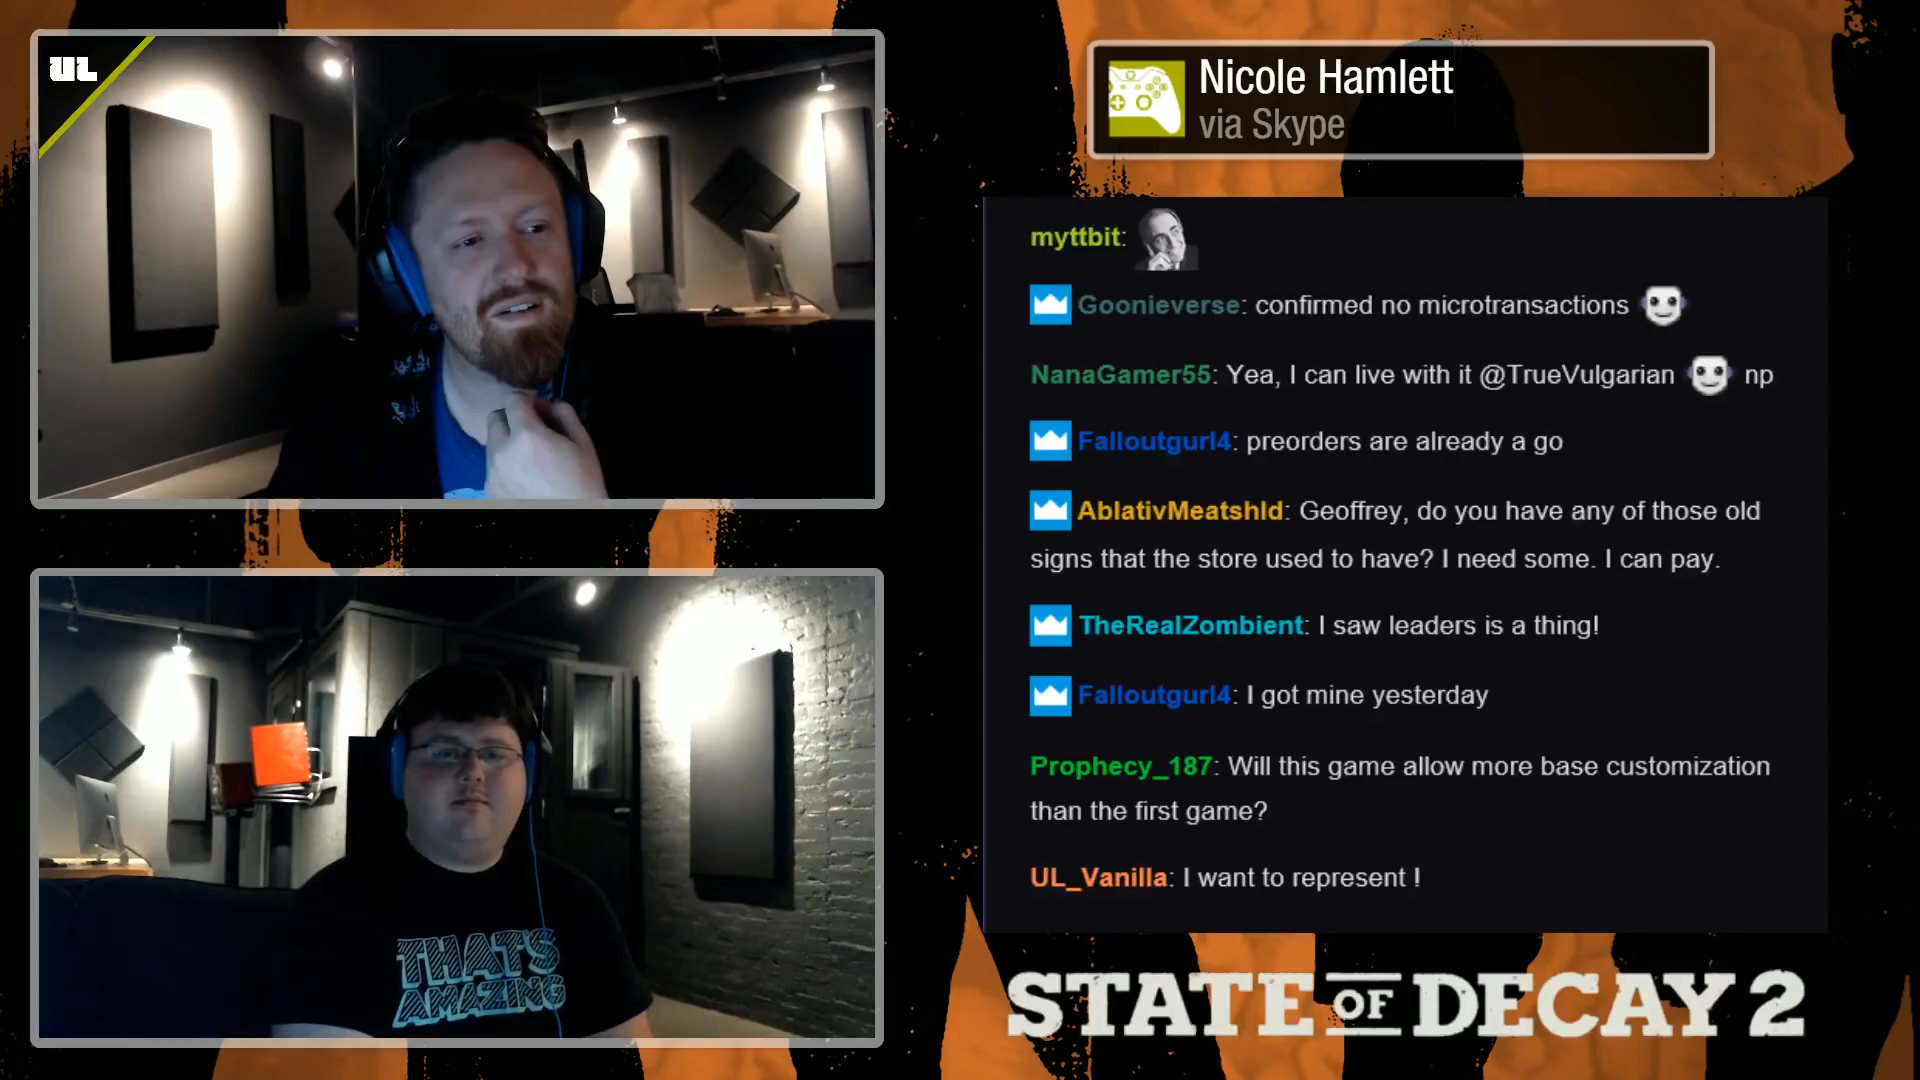 UL
Nicole Hamlett
via Skype
myttbit:
Goonieverse: confirmed no microtransactions
NanaGamer55: Yea, I can live with it @TrueVulgarian np
Falloutgurl4: preorders are already a go
AblativMeatshld: Geoffrey, do you have any of those old
signs that the store used to have? I need some. I can pay.
TheRealZombient: I saw leaders is a thing!
Falloutgurl4: I got mine yesterday
Prophecy_187: Will this game allow more base customization
than the first game?
UL_Vanilla: I want to represent !
THAT'S
AMAZING
STATE OF DECAY 2